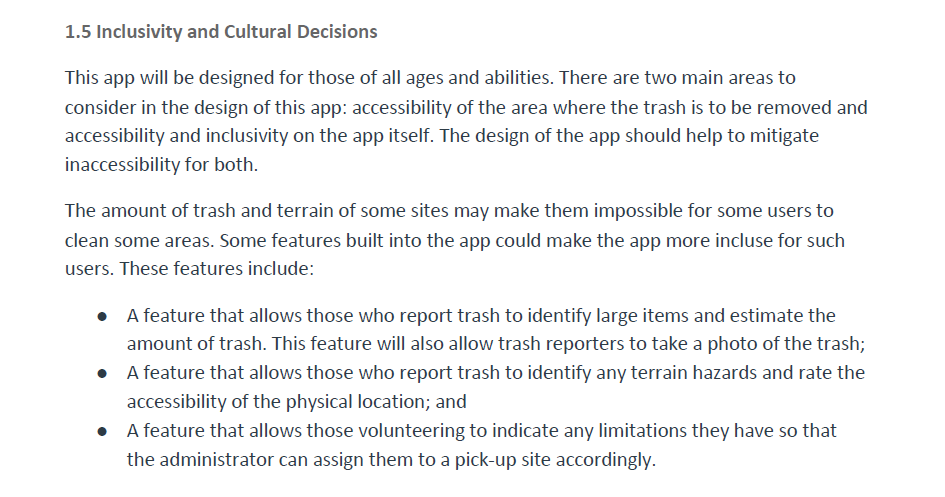 1.5 Inclusivity and Cultural Decisions
This app will be designed for those of all ages and abilities. There are two main areas to
consider in the design of this app: accessibility of the area where the trash is to be removed and
accessibility and inclusivity on the app itself. The design of the app should help to mitigate
inaccessibility for both.
The amount of trash and terrain of some sites may make them impossible for some users to
clean some areas. Some features built into the app could make the app more incluse for such
users. These features include:
● A feature that allows those who report trash to identify large items and estimate the
amount of trash. This feature will also allow trash reporters to take a photo of the trash;
● A feature that allows those who report trash to identify any terrain hazards and rate the
accessibility of the physical location; and
● A feature that allows those volunteering to indicate any limitations they have so that
the administrator can assign them to a pick-up site accordingly.